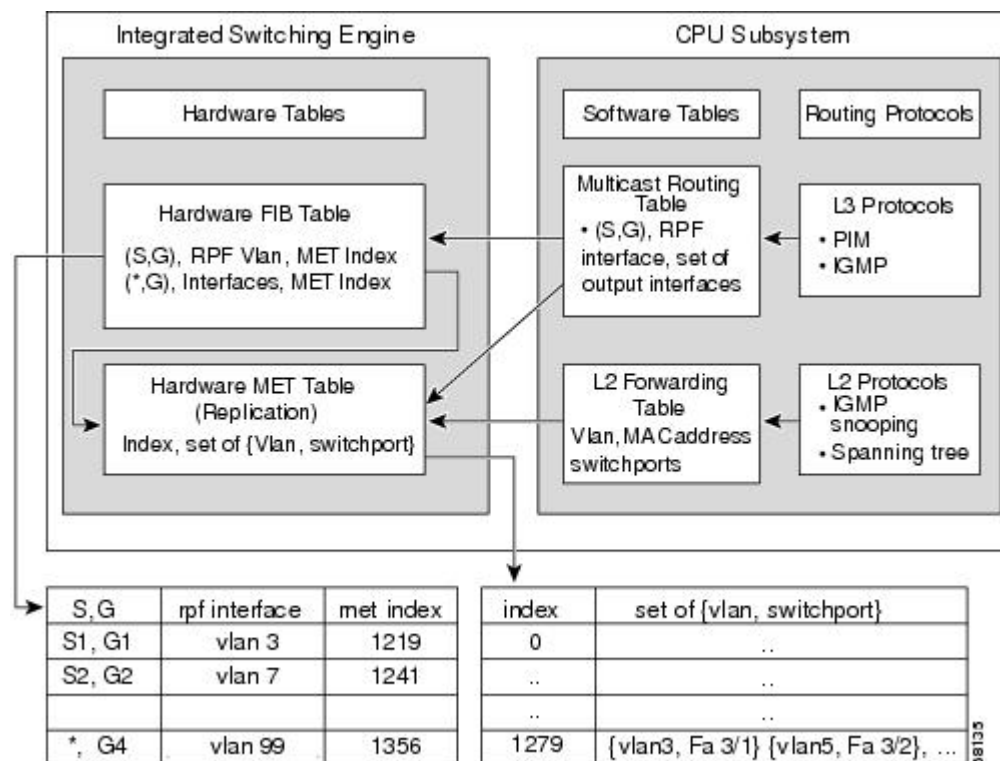 Integrated Switching Engine
CPU Subsystem
Hardware Tables
Software Tables
Routing Protocols
Hardware FIB Table
(S,G), RPF Vlan, MET Index
(*,G), Interfaces, MET Index
Multicast Routing
Table
• (S,G), RPF
interface, set of
output interfaces
L3 Protocols
• PIM
• IGMP
Hardware MET Table
(Replication)
Index, set of {Vlan, switchport}
L2 Forwarding
Table
Vlan, MAC address
switchports
L2 Protocols
• IGMP
snooping
• Spanning tree
S,G rpf interface met index
S1, G1 vlan 3 1219
S2, G2 vlan 7 1241
*, G4 vlan 99 1356
index set of {vlan, switchport}
0 ..
.. ..
.. ..
1279 {vlan3, Fa 3/1} {vlan5, Fa 3/2}, ...